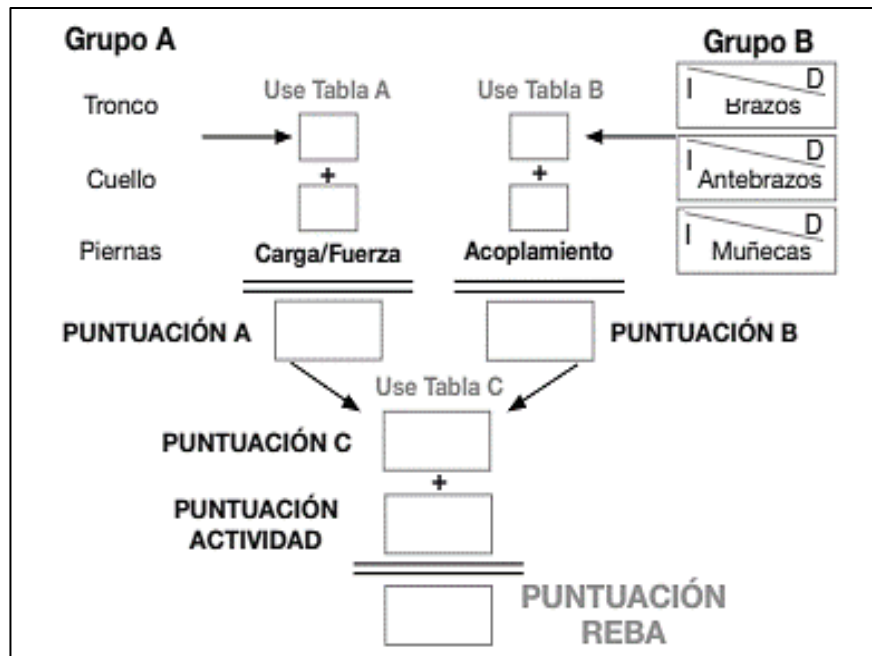 Grupo A
Grupo B
Use Tabla A
Use Tabla B
Tronco
I D
Brazos
+
+
Cuello
I D
Antebrazos
Piernas
Carga/Fuerza
Acoplamiento
I D
Muñecas
PUNTUACIÓN A
PUNTUACIÓN B
Use Tabla C
PUNTUACIÓN C
+
PUNTUACIÓN
ACTIVIDAD
PUNTUACIÓN
REBA